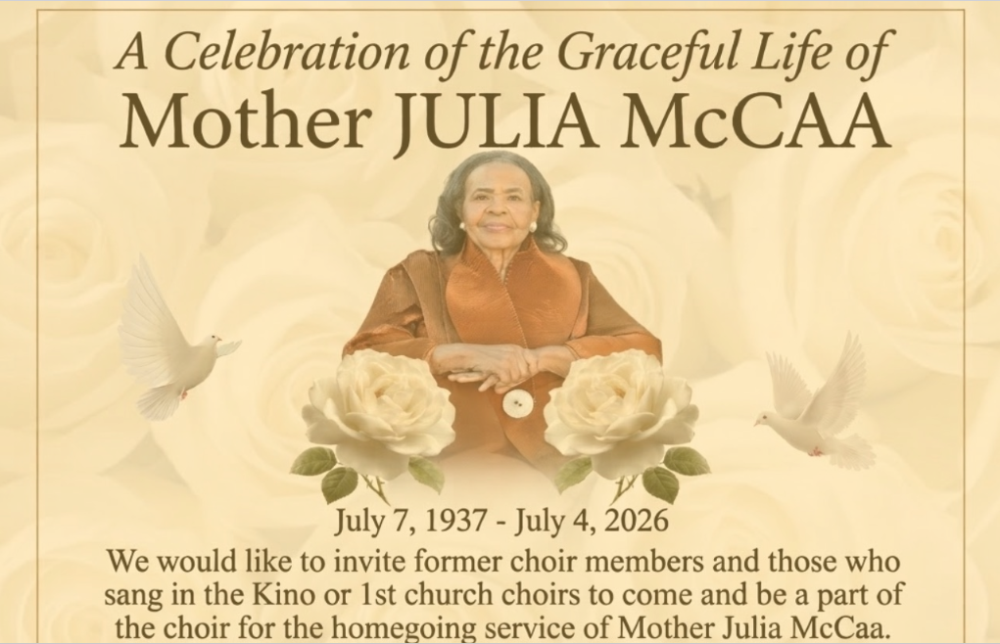 A Celebration of the Graceful Life of
Mother JULIA McCAA
July 7, 1937 - July 4, 2026
We would like to invite former choir members and those who
sang in the Kino or 1st church choirs to come and be a part of
the choir for the homegoing service of Mother Julia McCaa.